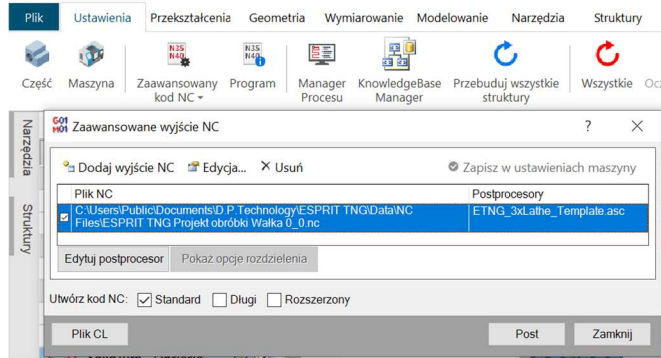 Plik Ustawienia Przekształcenia Geometria Wymiarowanie Modelowanie Narzędzia Struktury
N35 N40
N35 N40
Część Maszyna Zaawansowany kod NC Program Manager Procesu KnowledgeBase Manager Przebuduj wszystkie struktury Wszystkie
G01 M01 Zaawansowane wyjście NC ? ×
Narzędzia
Struktury
Dodaj wyjście NC Edycja... Usuń Zapisz w ustawieniach maszyny
Plik NC Postprocesory
C:\Users\Public\Documents\D.P.Technology\ESPRIT TNG\Data\NC ETNG_3xLathe_Template.asc
Files\ESPRIT TNG Projekt obróbki Wałka 0_0.nc
Edytuj postprocesor Pokaż opcje rozdzielenia
Utwórz kod NC: Standard Długi Rozszerzony
Plik CL Post Zamknij